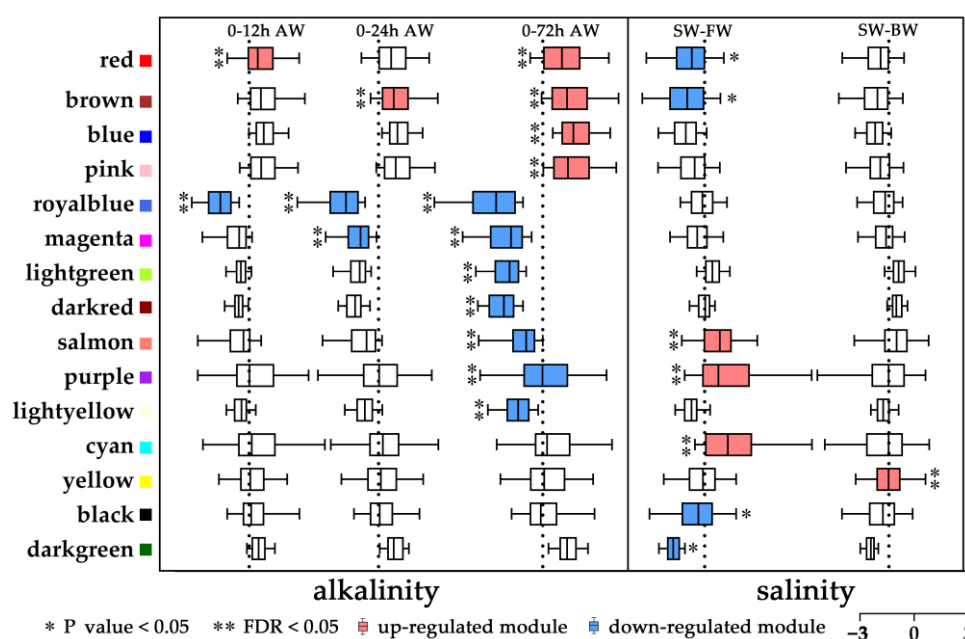 0-12h AW 0-24h AW 0-72h AW SW-FW SW-BW
red * * * * *
brown * * * * *
blue * *
pink * *
royalblue * * * * * *
magenta * * * *
lightgreen * *
darkred * *
salmon * * * *
purple * * * *
lightyellow * *
cyan * *
yellow * *
black *
darkgreen *
alkalinity salinity
* P value < 0.05 ** FDR < 0.05 up-regulated module down-regulated module
−3 0